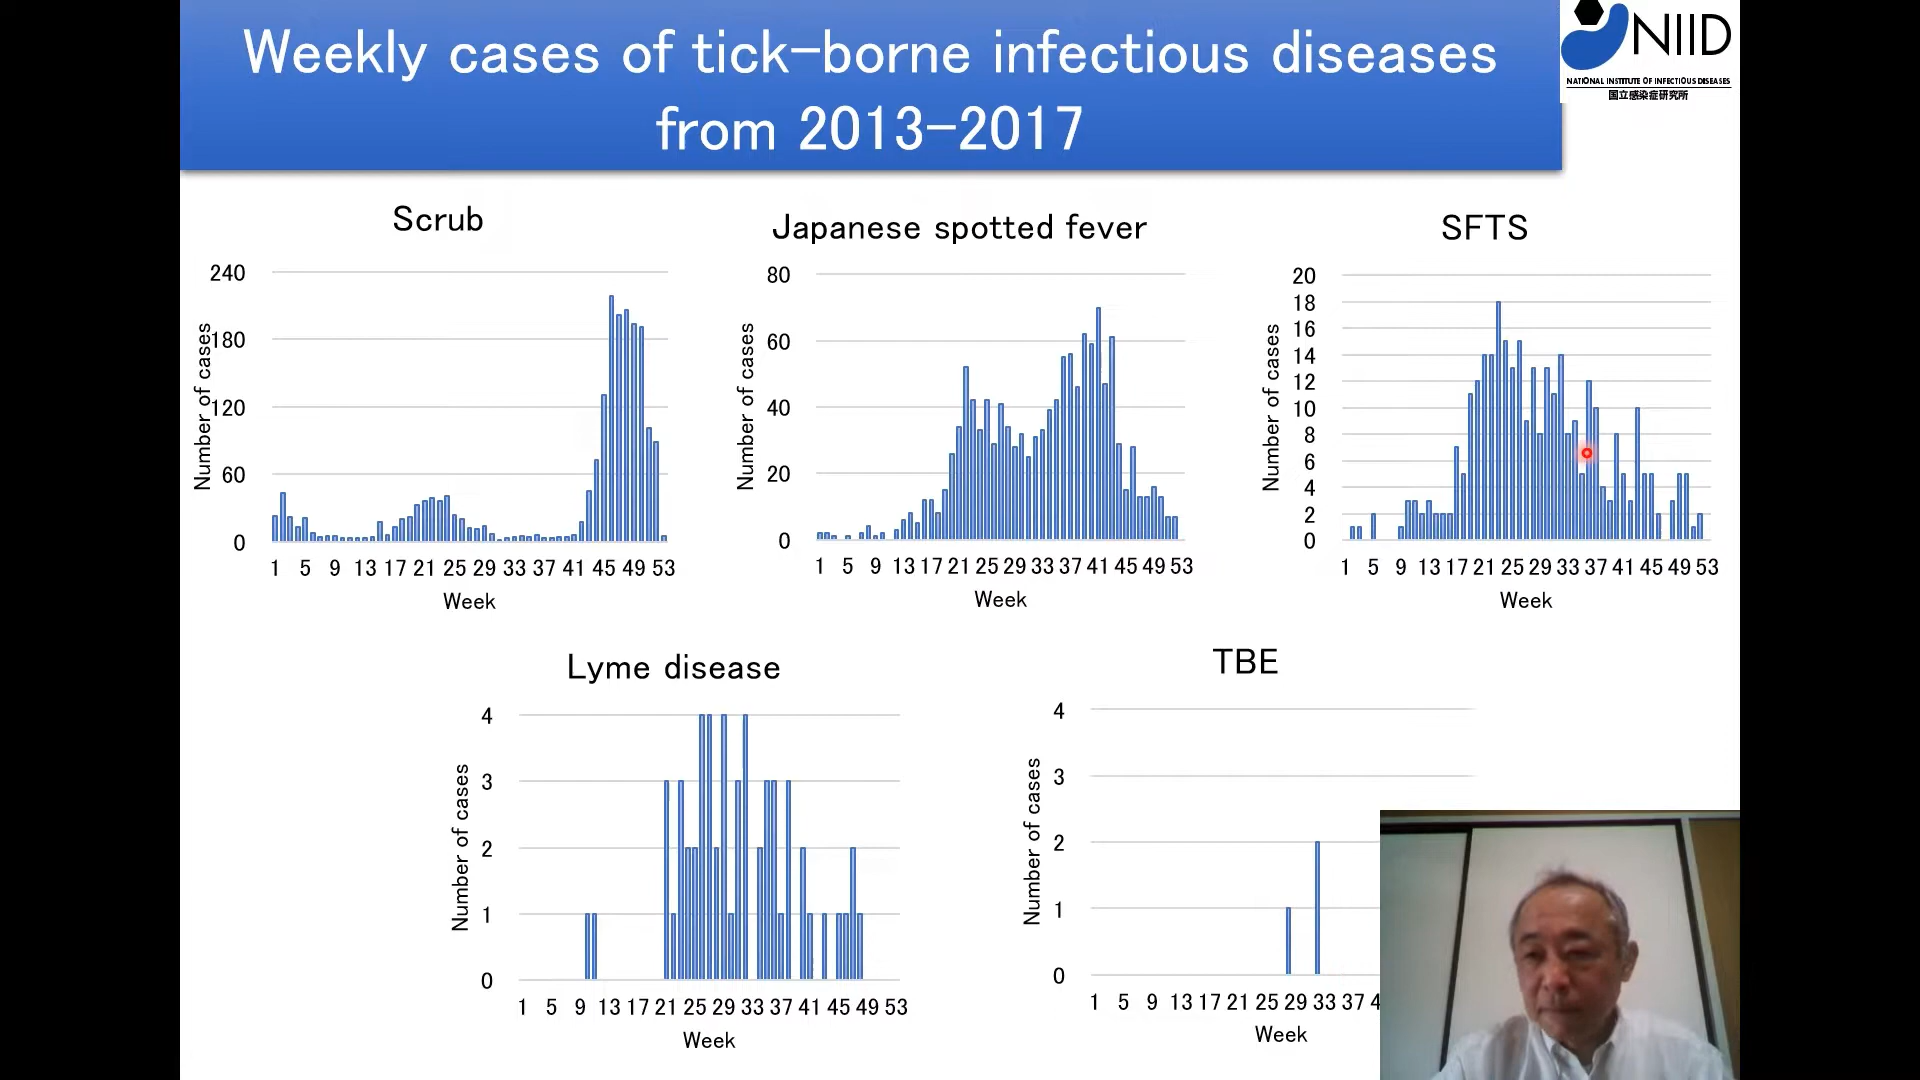 Weekly cases of tick-borne infectious diseases
from 2013-2017
NIID
NATIONAL INSTITUTE OF INFECTIOUS DISEASES
国立感染症研究所
Scrub
Number of cases
240
180
120
60
0
1 5 9 13 17 21 25 29 33 37 41 45 49 53
Week
Japanese spotted fever
Number of cases
80
60
40
20
0
1 5 9 13 17 21 25 29 33 37 41 45 49 53
Week
SFTS
Number of cases
20
18
16
14
12
10
8
6
4
2
0
1 5 9 13 17 21 25 29 33 37 41 45 49 53
Week
Lyme disease
Number of cases
4
3
2
1
0
1 5 9 13 17 21 25 29 33 37 41 45 49 53
Week
TBE
Number of cases
4
3
2
1
0
1 5 9 13 17 21 25 29 33 37 4
Week